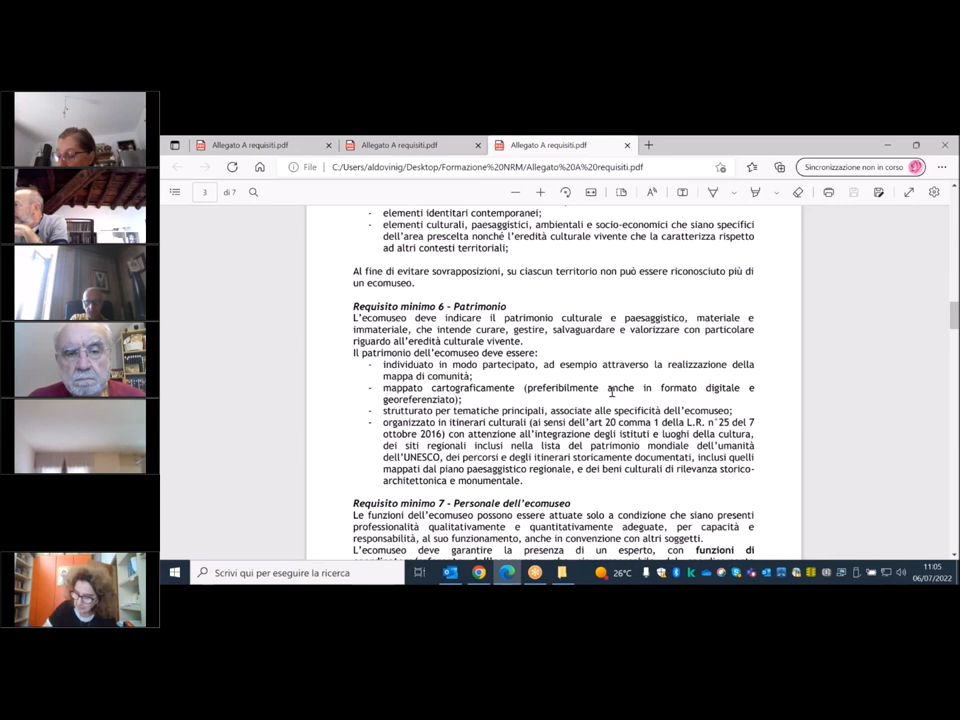 Allegato A requisiti.pdf
Allegato A requisiti.pdf
Allegato A requisiti.pdf
File
C:/Users/aldovinig/Desktop/Formazione%20NRM/Allegato%20A%20requisiti.pdf
Sincronizzazione non in corso
3
di 7
- elementi identitari contemporanei;
- elementi culturali, paesaggistici, ambientali e socio-economici che siano specifici
dell'area prescelta nonché l'eredità culturale vivente che la caratterizza rispetto
ad altri contesti territoriali;
Al fine di evitare sovrapposizioni, su ciascun territorio non può essere riconosciuto più di
un ecomuseo.
Requisito minimo 6 - Patrimonio
L'ecomuseo deve indicare il patrimonio culturale e paesaggistico, materiale e
immateriale, che intende curare, gestire, salvaguardare e valorizzare con particolare
riguardo all'eredità culturale vivente.
Il patrimonio dell'ecomuseo deve essere:
- individuato in modo partecipato, ad esempio attraverso la realizzazione della
mappa di comunità;
- mappato cartograficamente (preferibilmente anche in formato digitale e
georeferenziato);
- strutturato per tematiche principali, associate alle specificità dell'ecomuseo;
- organizzato in itinerari culturali (ai sensi dell'art 20 comma 1 della L.R. n°25 del 7
ottobre 2016) con attenzione all'integrazione degli istituti e luoghi della cultura,
dei siti regionali inclusi nella lista del patrimonio mondiale dell'umanità
dell'UNESCO, dei percorsi e degli itinerari storicamente documentati, inclusi quelli
mappati dal piano paesaggistico regionale, e dei beni culturali di rilevanza storico-
architettonica e monumentale.
Requisito minimo 7 - Personale dell'ecomuseo
Le funzioni dell'ecomuseo possono essere attuate solo a condizione che siano presenti
professionalità qualitativamente e quantitativamente adeguate, per capacità e
responsabilità, al suo funzionamento, anche in convenzione con altri soggetti.
L'ecomuseo deve garantire la presenza di un esperto, con funzioni di
Scrivi qui per eseguire la ricerca
26°C
11:05
06/07/2022